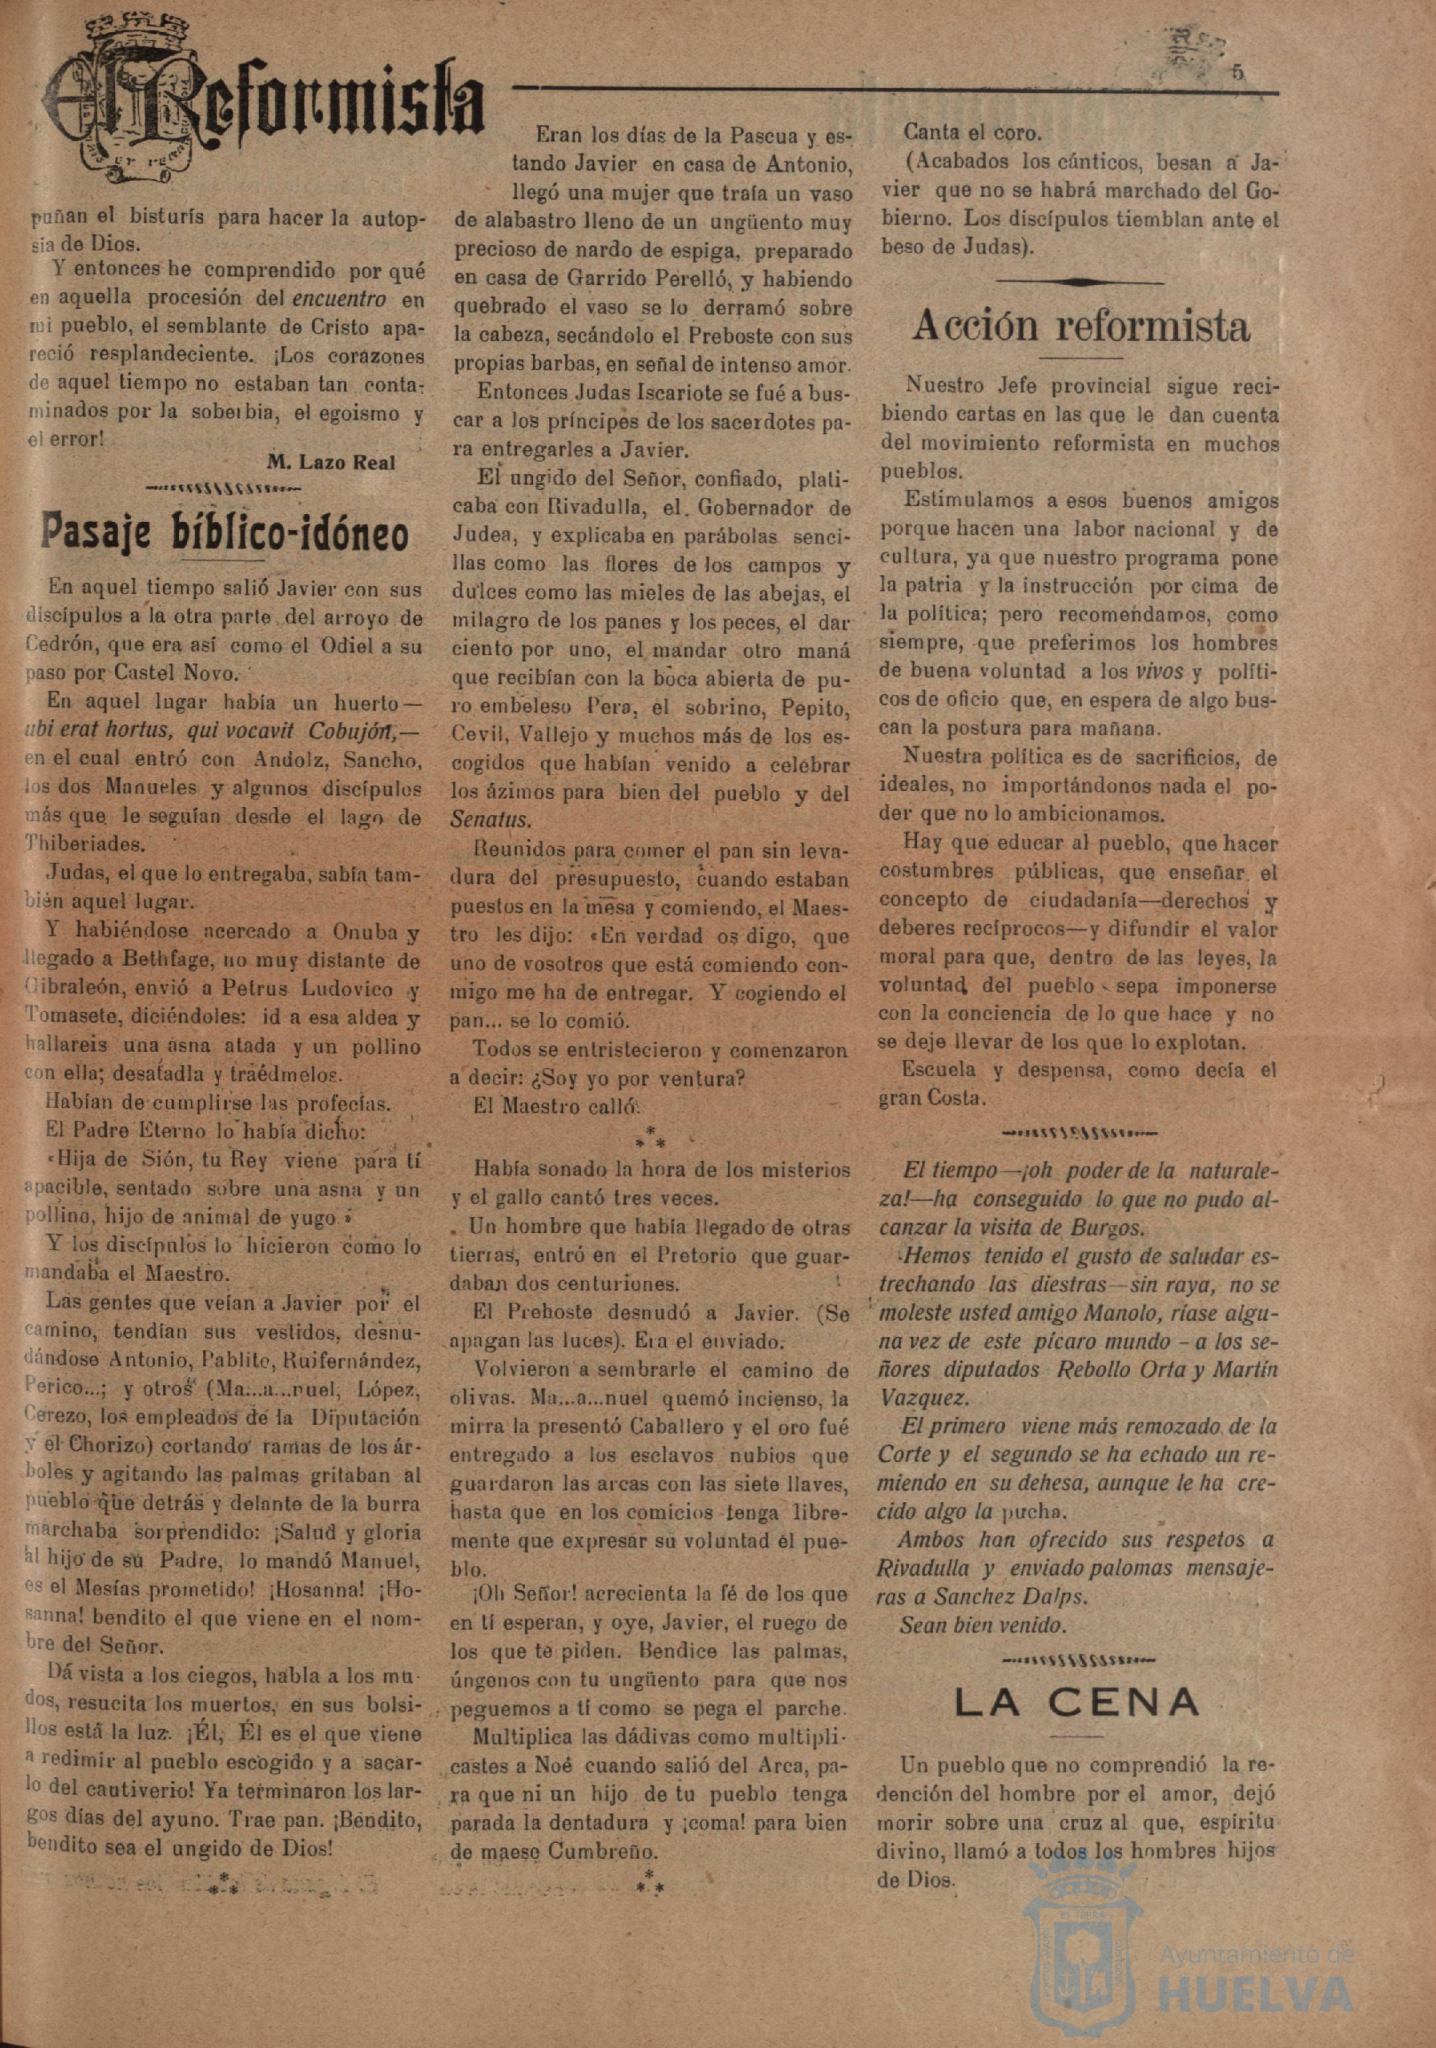 El Reformista
5
puñan el bisturís para hacer la autop-
sia de Dios.
Y entonces he comprendido por qué
en aquella procesión del encuentro en
mi pueblo, el semblante de Cristo apa-
reció resplandeciente. ¡Los corazones
de aquel tiempo no estaban tan conta-
minados por la soberbia, el egoismo y
el error!
M. Lazo Real
Pasaje bíblico-idóneo
En aquel tiempo salió Javier con sus
discípulos a la otra parte del arroyo de
Cedrón, que era así como el Odiel a su
paso por Castel Novo.
En aquel lugar había un huerto—
ubi erat hortus, qui vocavit Cobujón,—
en el cual entró con Andolz, Sancho,
los dos Manueles y algunos discípulos
más que le seguían desde el lago de
Thiberiades.
Judas, el que lo entregaba, sabía tam-
bién aquel lugar.
Y habiéndose acercado a Onuba y
llegado a Bethfage, no muy distante de
Gibraleón, envió a Petrus Ludovico y
Tomasete, diciéndoles: id a esa aldea y
hallareis una asna atada y un pollino
con ella; desatadla y traédmelos.
Habían de cumplirse las profecías.
El Padre Eterno lo había dicho:
«Hija de Sión, tu Rey viene para tí
apacible, sentado sobre una asna y un
pollino, hijo de animal de yugo»
Y los discípulos lo hicieron como lo
mandaba el Maestro.
Las gentes que veían a Javier por el
camino, tendían sus vestidos, desnu-
dándose Antonio, Pablito, Ruifernández,
Perico...; y otros (Ma...a...nuel, López,
Cerezo, los empleados de la Diputación
y el Chorizo) cortando ramas de los ár-
boles y agitando las palmas gritaban al
pueblo que detrás y delante de la burra
marchaba sorprendido: ¡Salud y gloria
al hijo de su Padre, lo mandó Manuel,
es el Mesías prometido! ¡Hosanna! ¡Ho-
sanna! bendito el que viene en el nom-
bre del Señor.
Dá vista a los ciegos, habla a los mu-
dos, resucita los muertos, en sus bolsi-
llos está la luz. ¡Él, Él es el que viene
a redimir al pueblo escogido y a sacar-
lo del cautiverio! Ya terminaron los lar-
gos días del ayuno. Trae pan. ¡Bendito,
bendito sea el ungido de Dios!
* * *
Eran los días de la Pascua y es-
tando Javier en casa de Antonio,
llegó una mujer que traía un vaso
de alabastro lleno de un ungüento muy
precioso de nardo de espiga, preparado
en casa de Garrido Perelló, y habiendo
quebrado el vaso se lo derramó sobre
la cabeza, secándolo el Preboste con sus
propias barbas, en señal de intenso amor.
Entonces Judas Iscariote se fué a bus-
car a los príncipes de los sacerdotes pa-
ra entregarles a Javier.
El ungido del Señor, confiado, plati-
caba con Rivadulla, el Gobernador de
Judea, y explicaba en parábolas senci-
llas como las flores de los campos y
dulces como las mieles de las abejas, el
milagro de los panes y los peces, el dar
ciento por uno, el mandar otro maná
que recibían con la boca abierta de pu-
ro embeleso Pera, el sobrino, Pepito,
Cevil, Vallejo y muchos más de los es-
cogidos que habían venido a celebrar
los ázimos para bien del pueblo y del
Senatus.
Reunidos para comer el pan sin leva-
dura del presupuesto, cuando estaban
puestos en la mesa y comiendo, el Maes-
tro les dijo: «En verdad os digo, que
uno de vosotros que está comiendo con-
migo me ha de entregar. Y cogiendo el
pan... se lo comió.
Todos se entristecieron y comenzaron
a decir: ¿Soy yo por ventura?
El Maestro calló.
* * *
Había sonado la hora de los misterios
y el gallo cantó tres veces.
Un hombre que había llegado de otras
tierras, entró en el Pretorio que guar-
daban dos centuriones.
El Preboste desnudó a Javier. (Se
apagan las luces). Era el enviado.
Volvieron a sembrarle el camino de
olivas. Ma...a...nuel quemó incienso, la
mirra la presentó Caballero y el oro fué
entregado a los esclavos nubios que
guardaron las arcas con las siete llaves,
hasta que en los comicios tenga libre-
mente que expresar su voluntad el pue-
blo.
¡Oh Señor! acrecienta la fé de los que
en tí esperan, y oye, Javier, el ruego de
los que te piden. Bendice las palmas,
úngenos con tu ungüento para que nos
peguemos a tí como se pega el parche.
Multiplica las dádivas como multipli-
castes a Noé cuando salió del Arca, pa-
ra que ni un hijo de tu pueblo tenga
parada la dentadura y ¡coma! para bien
de maese Cumbreño.
* * *
Canta el coro.
(Acabados los cánticos, besan a Ja-
vier que no se habrá marchado del Go-
bierno. Los discípulos tiemblan ante el
beso de Judas).
Acción reformista
Nuestro Jefe provincial sigue reci-
biendo cartas en las que le dan cuenta
del movimiento reformista en muchos
pueblos.
Estimulamos a esos buenos amigos
porque hacen una labor nacional y de
cultura, ya que nuestro programa pone
la patria y la instrucción por cima de
la política; pero recomendamos, como
siempre, que preferimos los hombres
de buena voluntad a los vivos y políti-
cos de oficio que, en espera de algo bus-
can la postura para mañana.
Nuestra política es de sacrificios, de
ideales, no importándonos nada el po-
der que no lo ambicionamos.
Hay que educar al pueblo, que hacer
costumbres públicas, que enseñar el
concepto de ciudadanía—derechos y
deberes recíprocos—y difundir el valor
moral para que, dentro de las leyes, la
voluntad del pueblo sepa imponerse
con la conciencia de lo que hace y no
se deje llevar de los que lo explotan.
Escuela y despensa, como decía el
gran Costa.
El tiempo—¡oh poder de la naturale-
za!—ha conseguido lo que no pudo al-
canzar la visita de Burgos.
Hemos tenido el gusto de saludar es-
trechando las diestras—sin raya, no se
moleste usted amigo Manolo, ríase algu-
na vez de este pícaro mundo – a los se-
ñores diputados Rebollo Orta y Martín
Vazquez.
El primero viene más remozado de la
Corte y el segundo se ha echado un re-
miendo en su dehesa, aunque le ha cre-
cido algo la pucha.
Ambos han ofrecido sus respetos a
Rivadulla y enviado palomas mensaje-
ras a Sanchez Dalps.
Sean bien venido.
LA CENA
Un pueblo que no comprendió la re-
dención del hombre por el amor, dejó
morir sobre una cruz al que, espíritu
divino, llamó a todos los hombres hijos
de Dios.
Ayuntamiento de
HUELVA